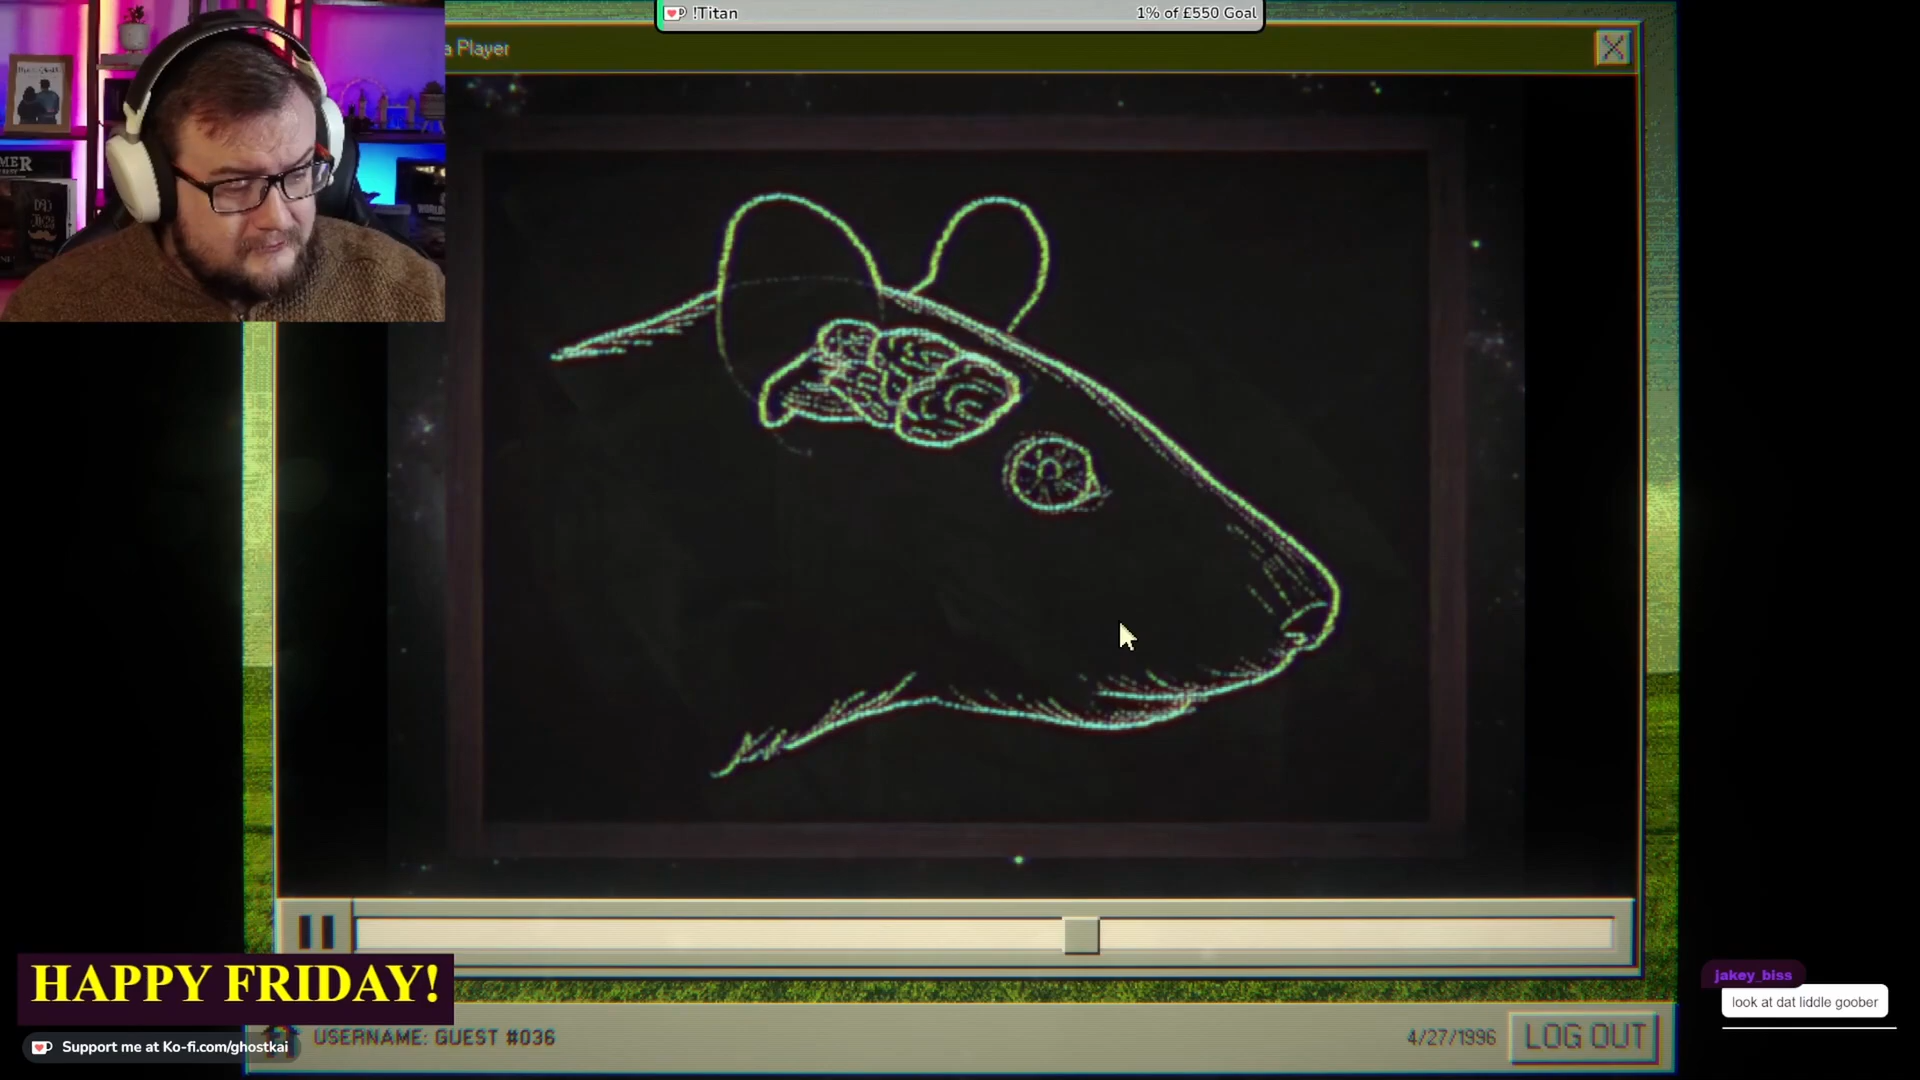 !Titan
1% of £550 Goal
a Player
HAPPY FRIDAY!
Support me at Ko-fi.com/ghostkai
USERNAME: GUEST #036
4/27/1996
LOG OUT
jakey_biss
look at dat liddle goober